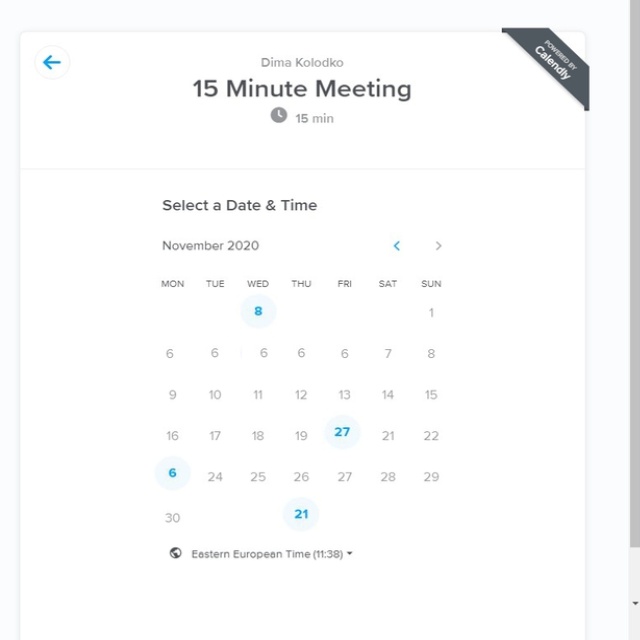 POWERED BY
Calendly
Dima Kolodko
15 Minute Meeting
15 min
Select a Date & Time
November 2020
MON TUE WED THU FRI SAT SUN
8 1
6 6 6 6 6 7 8
9 10 11 12 13 14 15
16 17 18 19 27 21 22
6 24 25 26 27 28 29
30 21
Eastern European Time (11:38)